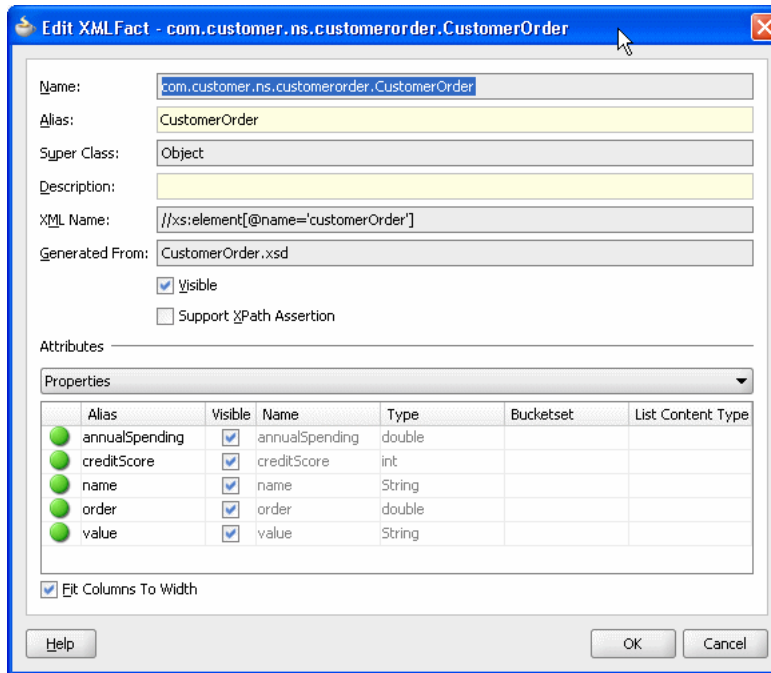 Edit XMLFact - com.customer.ns.customerorder.CustomerOrder
Name: com.customer.ns.customerorder.CustomerOrder
Alias: CustomerOrder
Super Class: Object
Description:
XML Name: //xs:element[@name='customerOrder']
Generated From: CustomerOrder.xsd
Visible
Support XPath Assertion
Attributes
Properties
Alias Visible Name Type Bucketset List Content Type
annualSpending annualSpending double
creditScore creditScore int
name name String
order order double
value value String
Fit Columns To Width
Help OK Cancel